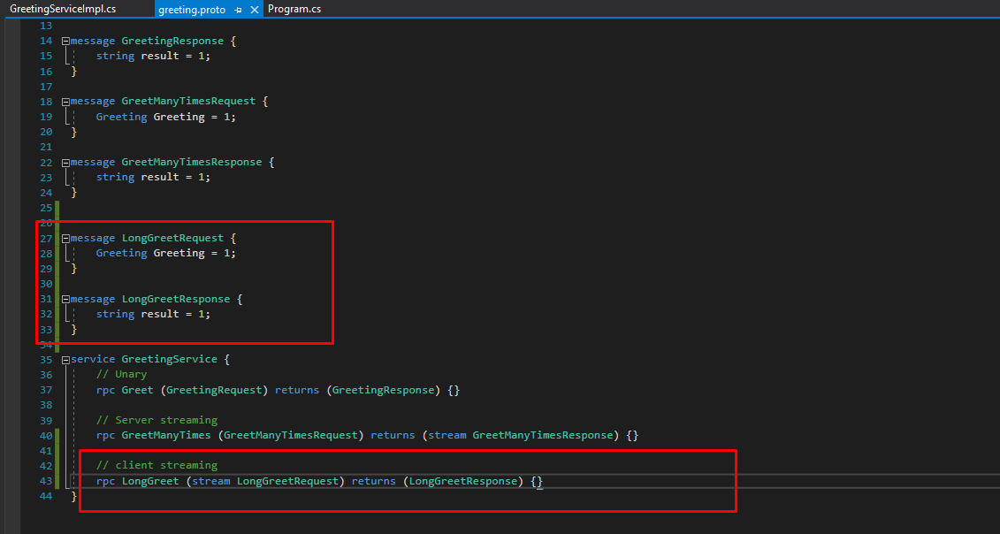 GreetingServiceImpl.cs greeting.proto Program.cs
13
14 message GreetingResponse {
15 string result = 1;
16 }
17
18 message GreetManyTimesRequest {
19 Greeting Greeting = 1;
20 }
21
22 message GreetManyTimesResponse {
23 string result = 1;
24 }
25
26
27 message LongGreetRequest {
28 Greeting Greeting = 1;
29 }
30
31 message LongGreetResponse {
32 string result = 1;
33 }
34
35 service GreetingService {
36 // Unary
37 rpc Greet (GreetingRequest) returns (GreetingResponse) {}
38
39 // Server streaming
40 rpc GreetManyTimes (GreetManyTimesRequest) returns (stream GreetManyTimesResponse) {}
41
42 // client streaming
43 rpc LongGreet (stream LongGreetRequest) returns (LongGreetResponse) {}
44 }